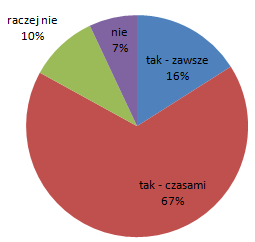 raczej nie
10%
nie
7%
tak - zawsze
16%
tak - czasami
67%